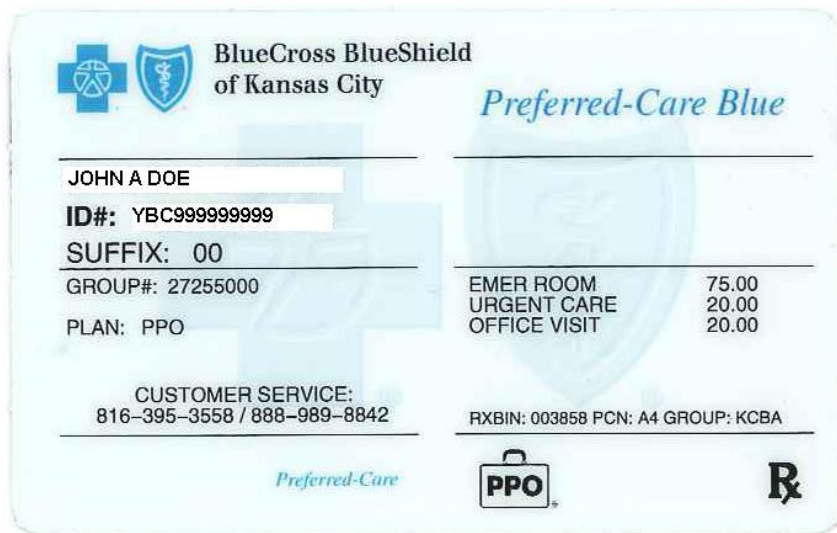 BlueCross BlueShield
of Kansas City
Preferred-Care Blue
JOHN A DOE
ID#: YBC999999999
SUFFIX: 00
GROUP#: 27255000
PLAN: PPO
EMER ROOM 75.00
URGENT CARE 20.00
OFFICE VISIT 20.00
CUSTOMER SERVICE:
816-395-3558 / 888-989-8842
RXBIN: 003858 PCN: A4 GROUP: KCBA
Preferred-Care
PPO
Rx